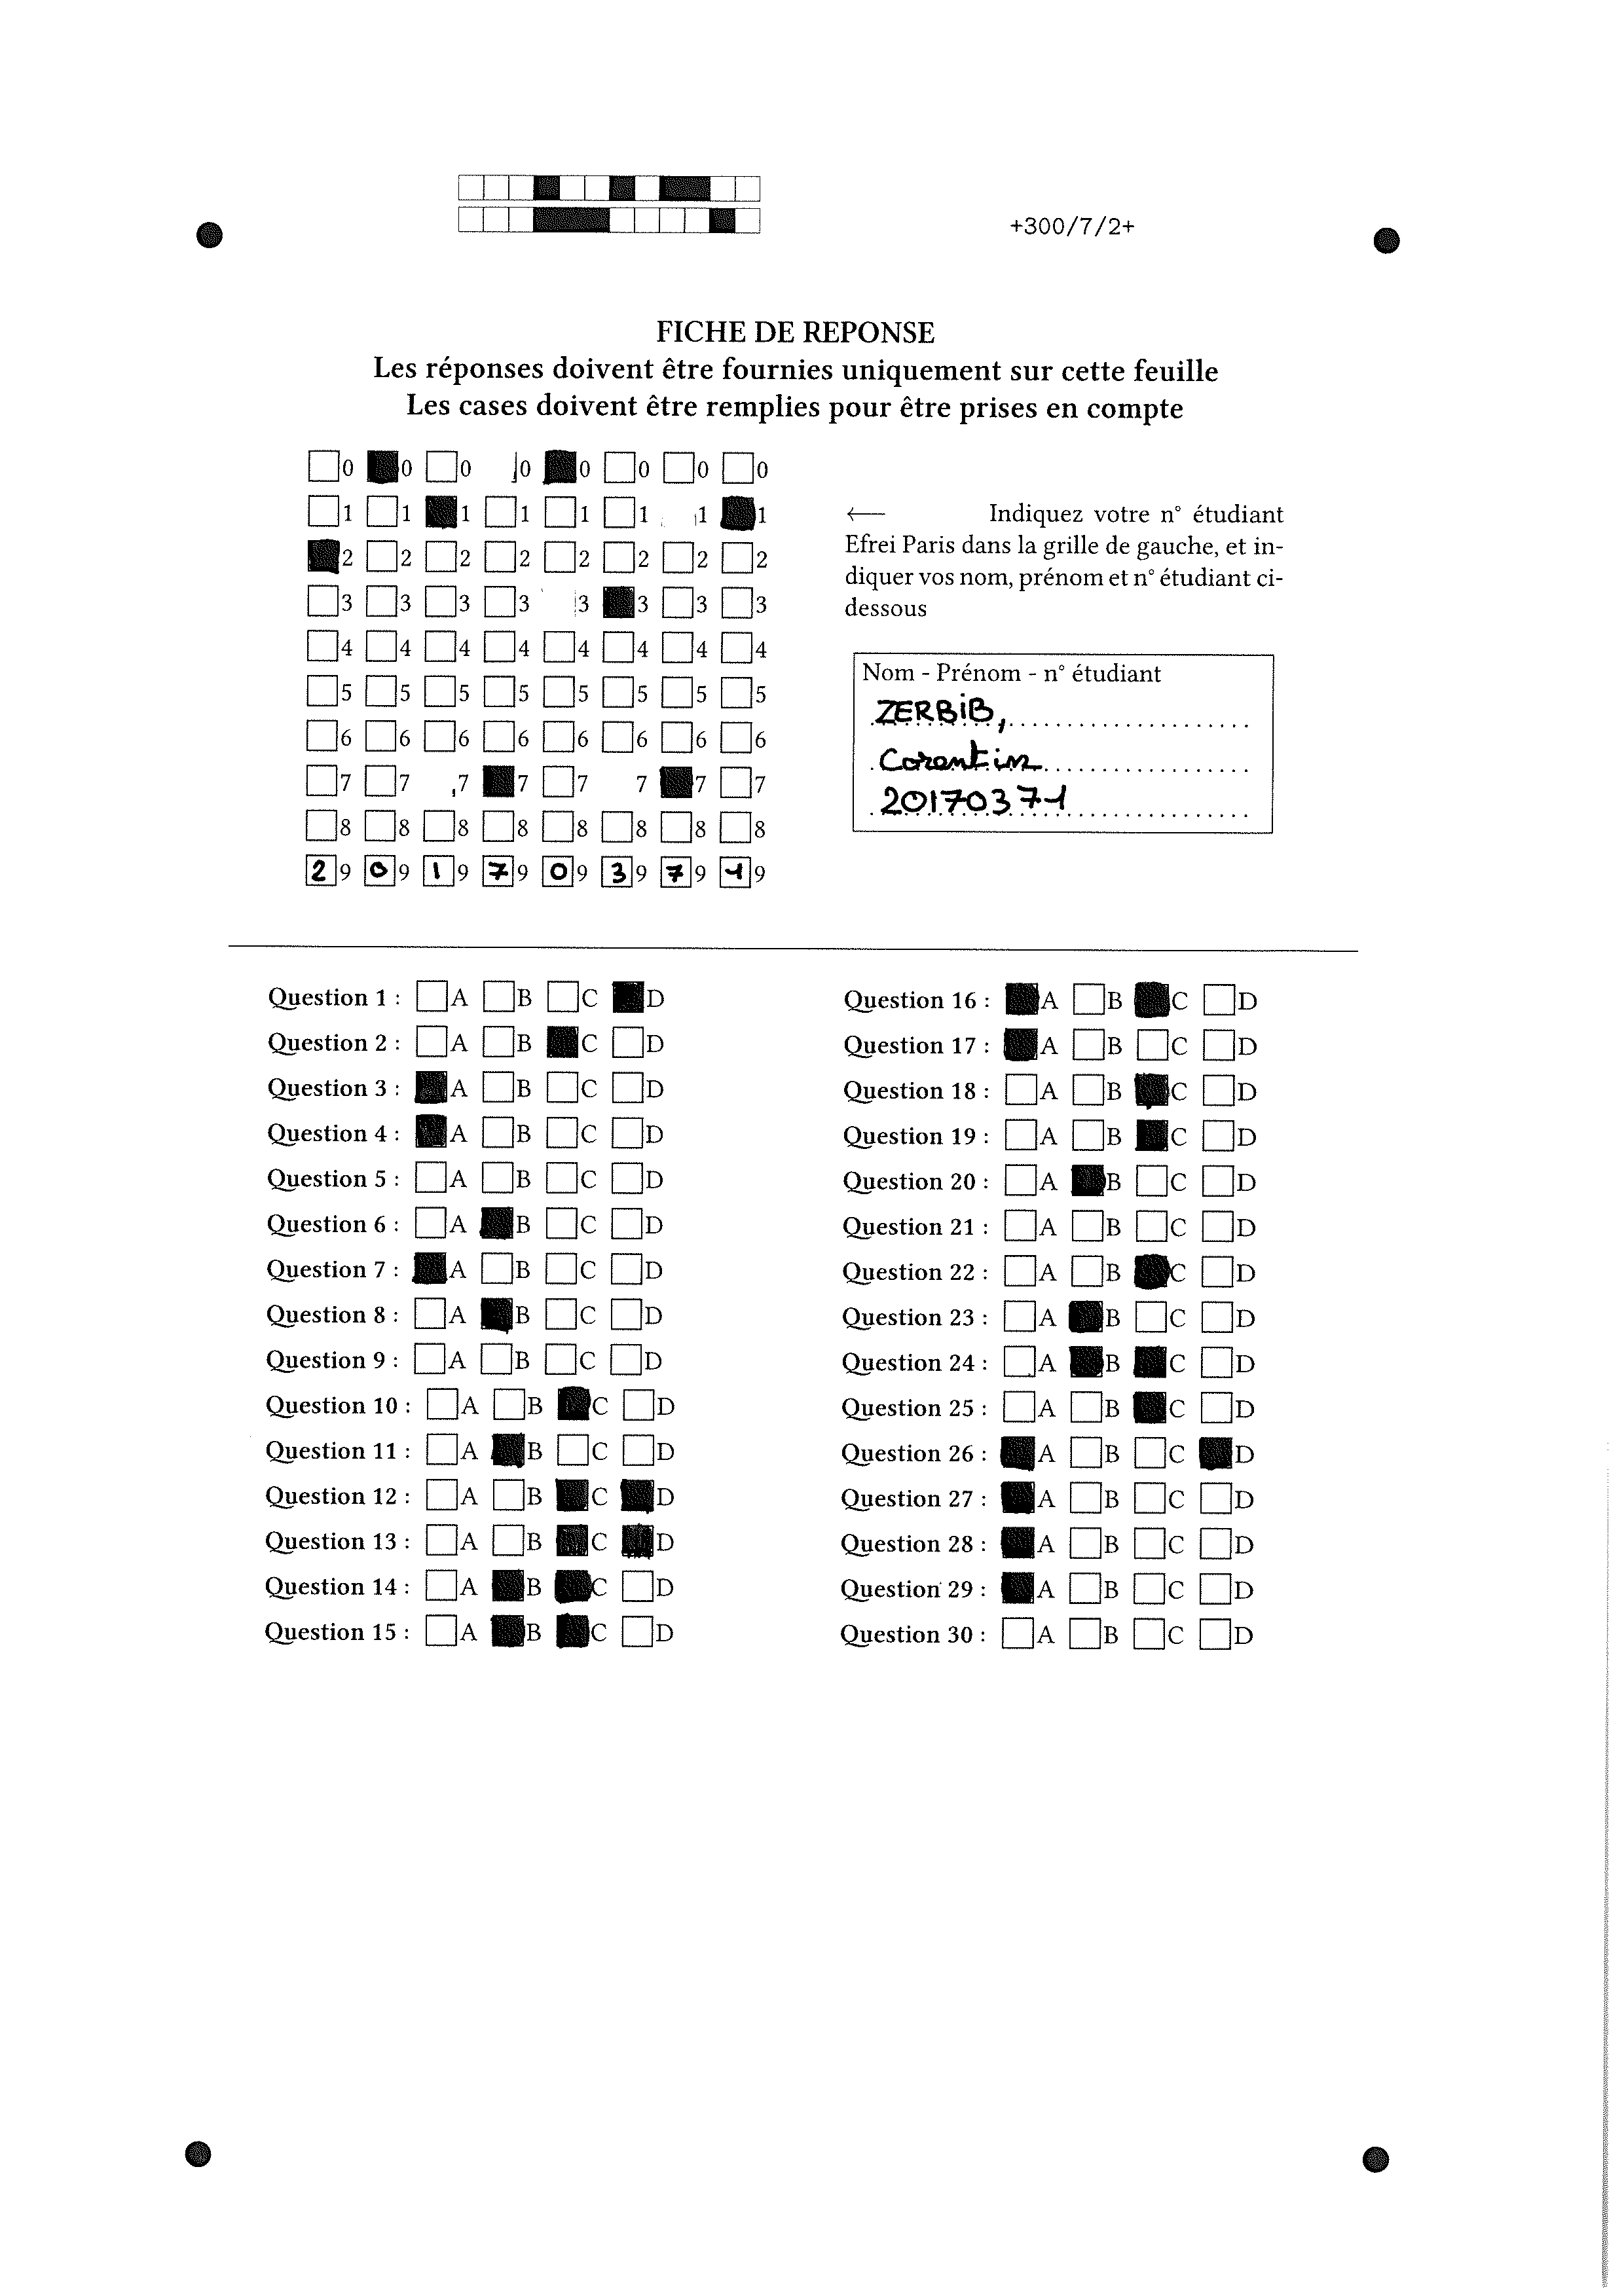 +300/7/2+
FICHE DE REPONSE
Les réponses doivent être fournies uniquement sur cette feuille
Les cases doivent être remplies pour être prises en compte
0 0 0 0 0 0 0 0
1 1 1 1 1 1 1 1
2 2 2 2 2 2 2 2
3 3 3 3 3 3 3 3
4 4 4 4 4 4 4 4
5 5 5 5 5 5 5 5
6 6 6 6 6 6 6 6
7 7 7 7 7 7 7 7
8 8 8 8 8 8 8 8
2 9 0 9 1 9 7 9 0 9 3 9 7 9 1 9
← Indiquez votre n° étudiant
Efrei Paris dans la grille de gauche, et in-
diquer vos nom, prénom et n° étudiant ci-
dessous
Nom - Prénom - n° étudiant
ZERBIB,
Corentin
20170371
Question 1 : A B C D
Question 2 : A B C D
Question 3 : A B C D
Question 4 : A B C D
Question 5 : A B C D
Question 6 : A B C D
Question 7 : A B C D
Question 8 : A B C D
Question 9 : A B C D
Question 10 : A B C D
Question 11 : A B C D
Question 12 : A B C D
Question 13 : A B C D
Question 14 : A B C D
Question 15 : A B C D
Question 16 : A B C D
Question 17 : A B C D
Question 18 : A B C D
Question 19 : A B C D
Question 20 : A B C D
Question 21 : A B C D
Question 22 : A B C D
Question 23 : A B C D
Question 24 : A B C D
Question 25 : A B C D
Question 26 : A B C D
Question 27 : A B C D
Question 28 : A B C D
Question 29 : A B C D
Question 30 : A B C D